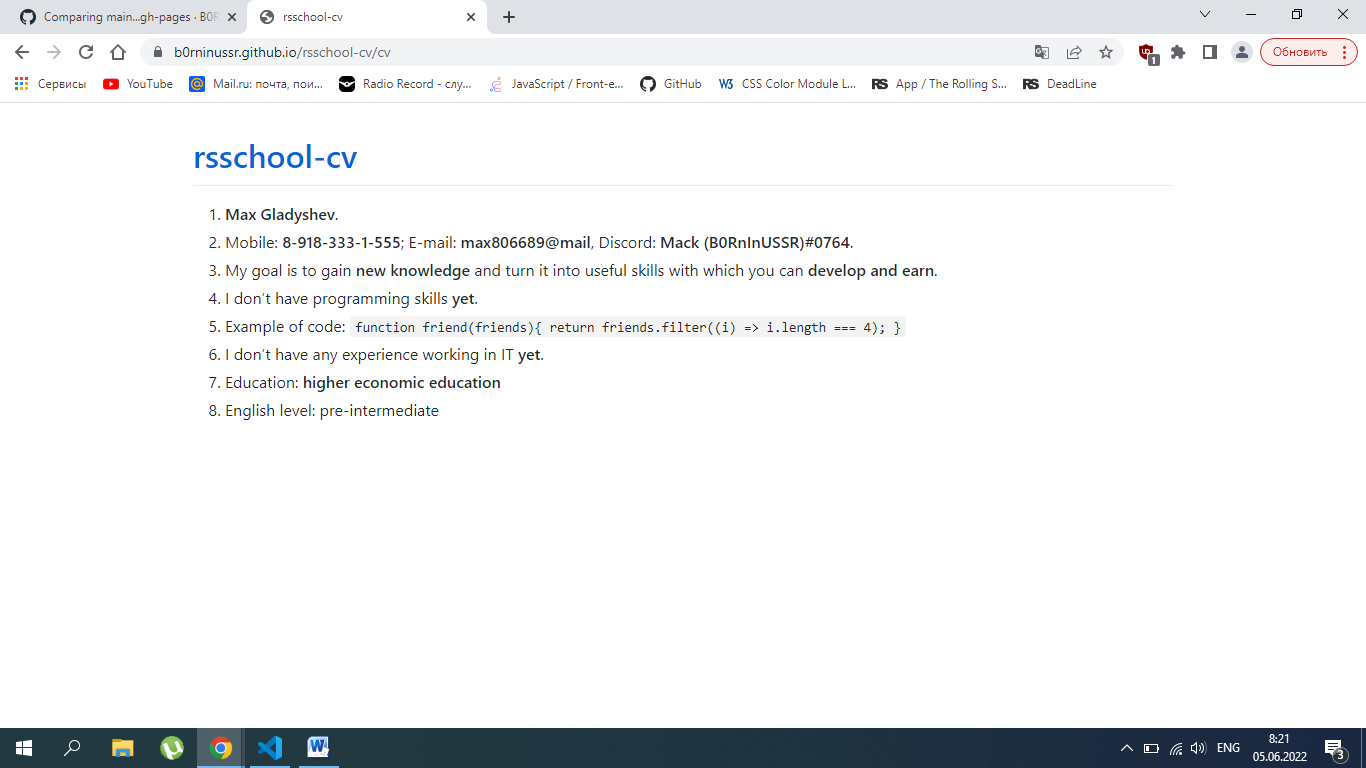 Comparing main...gh-pages · B0R
rsschool-cv
b0rninussr.github.io/rsschool-cv/cv
1
Обновить
Сервисы
YouTube
Mail.ru: почта, пои...
Radio Record - слу...
JavaScript / Front-e...
GitHub
W3 CSS Color Module L...
RS App / The Rolling S...
RS DeadLine
rsschool-cv
1. Max Gladyshev.
2. Mobile: 8-918-333-1-555; E-mail: max806689@mail, Discord: Mack (B0RnInUSSR)#0764.
3. My goal is to gain new knowledge and turn it into useful skills with which you can develop and earn.
4. I don't have programming skills yet.
5. Example of code: function friend(friends){ return friends.filter((i) => i.length === 4); }
6. I don't have any experience working in IT yet.
7. Education: higher economic education
8. English level: pre-intermediate
ENG
8:21
05.06.2022
3